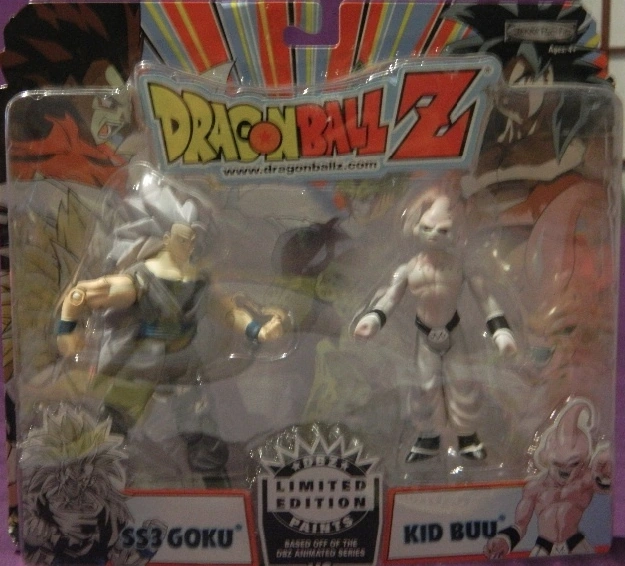 Ages 4+
DRAGONBALL Z
www.dragonballz.com
DBZ
LIMITED
EDITION
PAINTS
BASED OFF OF THE
DBZ ANIMATED SERIES
SS3 GOKU®
KID BUU®